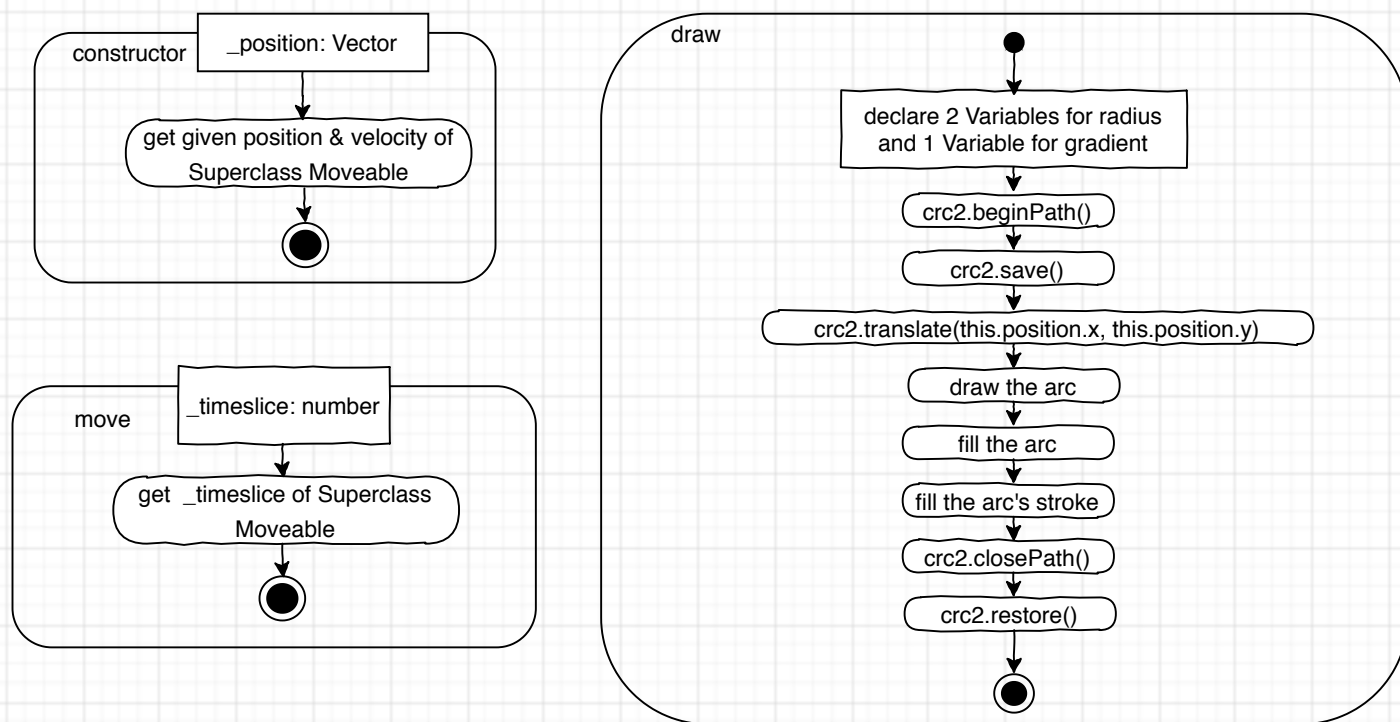 constructor
_position: Vector
get given position & velocity of
Superclass Moveable
move
_timeslice: number
get _timeslice of Superclass
Moveable
draw
declare 2 Variables for radius
and 1 Variable for gradient
crc2.beginPath()
crc2.save()
crc2.translate(this.position.x, this.position.y)
draw the arc
fill the arc
fill the arc's stroke
crc2.closePath()
crc2.restore()